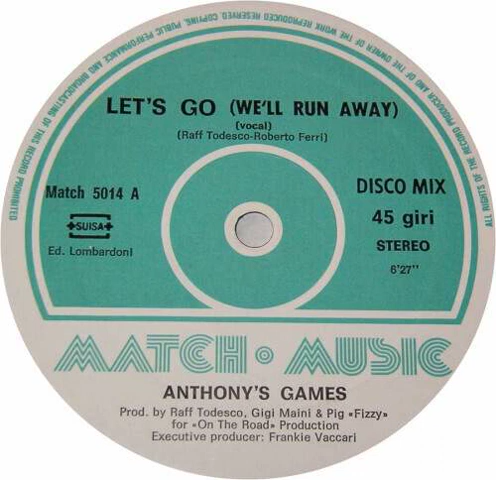 ALL RIGHTS OF THE RECORD PRODUCER AND OF THE OWNER OF THE WORK REPRODUCED RESERVED. COPYING, PUBLIC PERFORMANCE AND BROADCASTING OF THIS RECORD PROHIBITED
LET'S GO (WE'LL RUN AWAY)
(vocal)
(Raff Todesco-Roberto Ferri)
Match 5014 A
DISCO MIX
SUISA
45 giri
STEREO
Ed. Lombardoni
6'27''
MATCH • MUSIC
ANTHONY'S GAMES
Prod. by Raff Todesco, Gigi Maini & Pig «Fizzy»
for «On The Road» Production
Executive producer: Frankie Vaccari